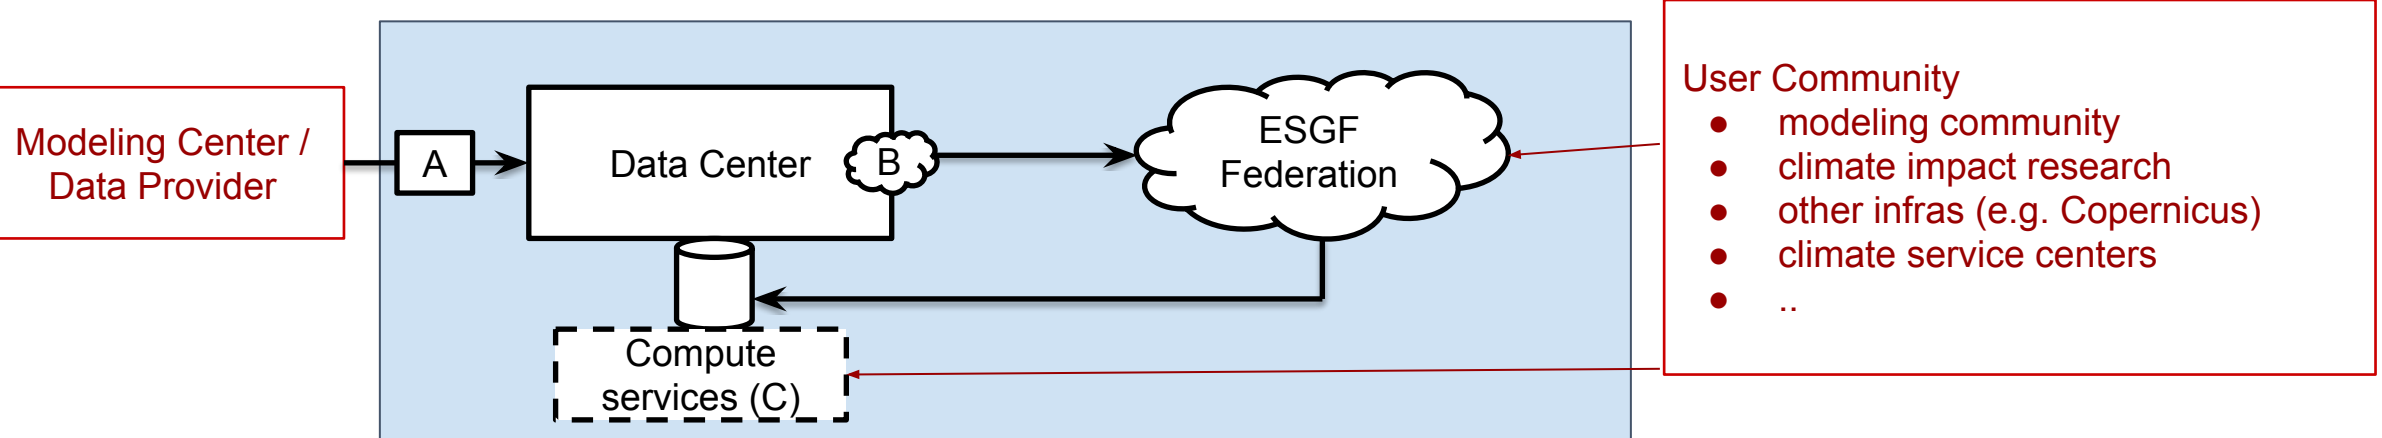 Modeling Center /
Data Provider
A
Data Center
B
ESGF
Federation
Compute
services (C)
User Community
● modeling community
● climate impact research
● other infras (e.g. Copernicus)
● climate service centers
● ..